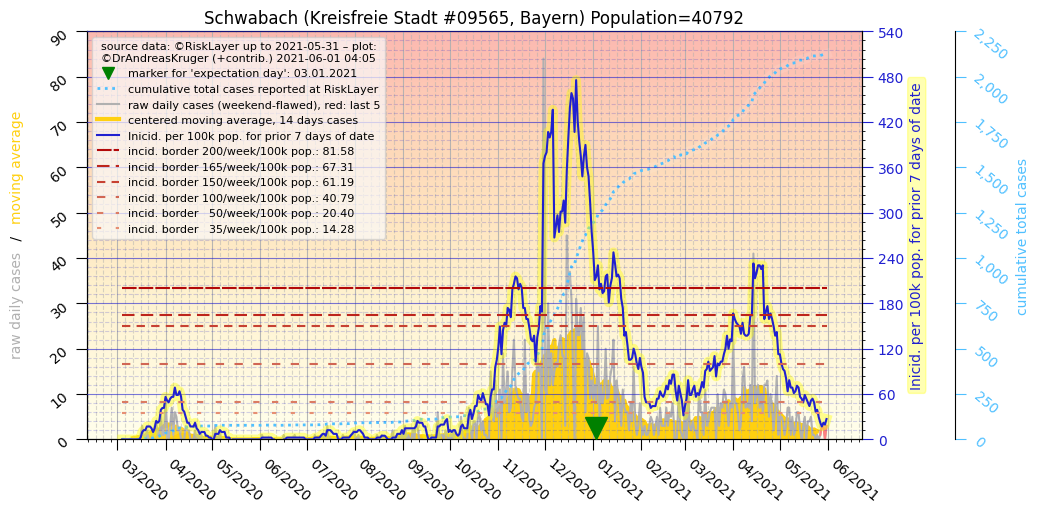 Schwabach (Kreisfreie Stadt #09565, Bayern) Population=40792
source data: ©RiskLayer up to 2021-05-31 – plot:
©DrAndreasKruger (+contrib.) 2021-06-01 04:05
marker for 'expectation day': 03.01.2021
cumulative total cases reported at RiskLayer
raw daily cases (weekend-flawed), red: last 5
centered moving average, 14 days cases
Inicid. per 100k pop. for prior 7 days of date
incid. border 200/week/100k pop.: 81.58
incid. border 165/week/100k pop.: 67.31
incid. border 150/week/100k pop.: 61.19
incid. border 100/week/100k pop.: 40.79
incid. border 50/week/100k pop.: 20.40
incid. border 35/week/100k pop.: 14.28
raw daily cases / moving average
90
80
70
60
50
40
30
20
10
0
03/2020
04/2020
05/2020
06/2020
07/2020
08/2020
09/2020
10/2020
11/2020
12/2020
01/2021
02/2021
03/2021
04/2021
05/2021
06/2021
540
480
420
360
300
240
180
120
60
0
Inicid. per 100k pop. for prior 7 days of date
2,250
2,000
1,750
1,500
1,250
1,000
750
500
250
0
cumulative total cases